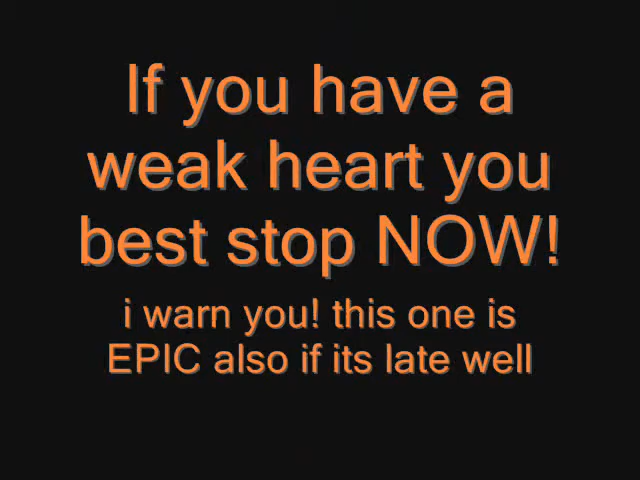 If you have a
weak heart you
best stop NOW!
i warn you! this one is
EPIC also if its late well